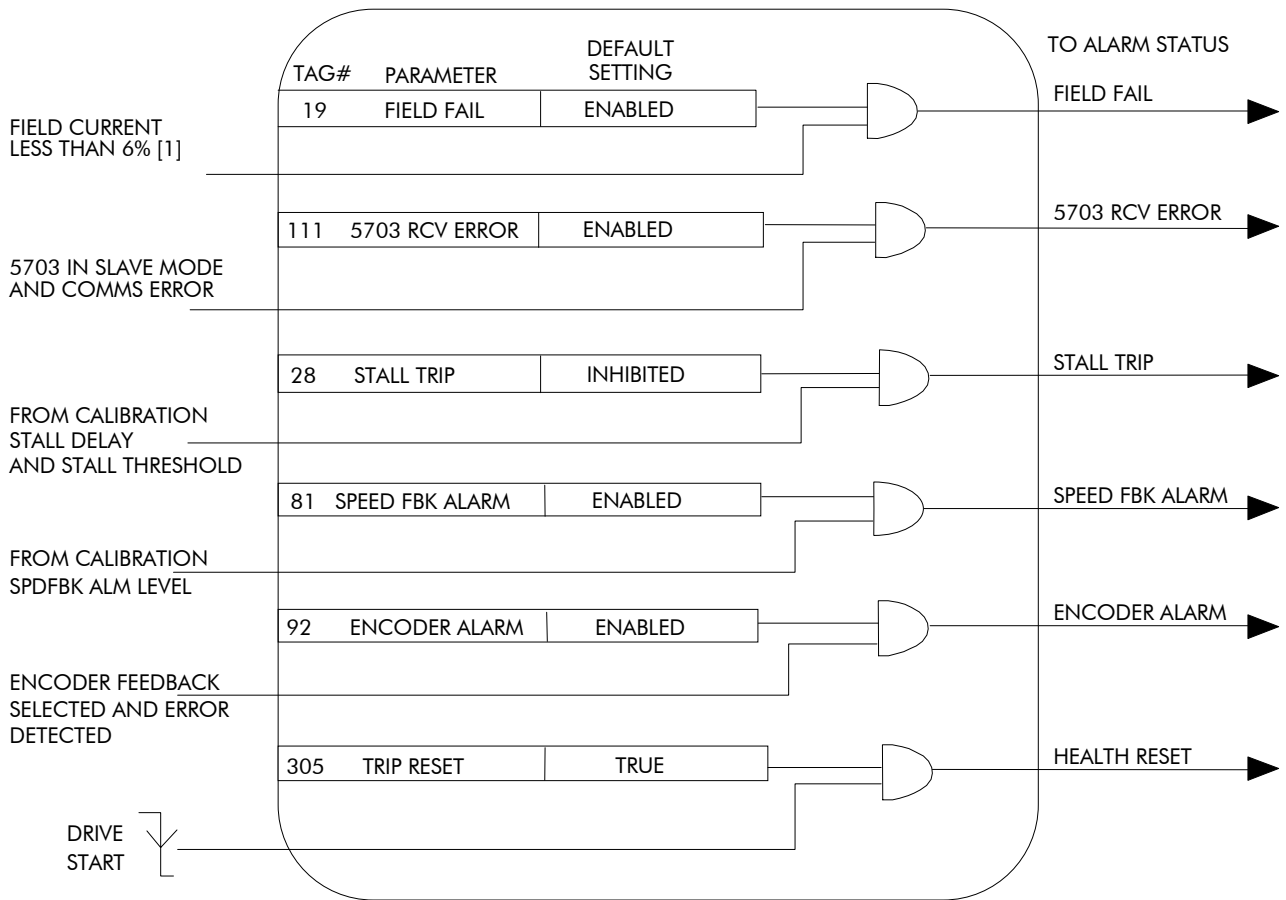 TO ALARM STATUS
DEFAULT
SETTING
TAG# PARAMETER
19 FIELD FAIL ENABLED
FIELD FAIL
FIELD CURRENT
LESS THAN 6% [1]
111 5703 RCV ERROR ENABLED
5703 RCV ERROR
5703 IN SLAVE MODE
AND COMMS ERROR
28 STALL TRIP INHIBITED
STALL TRIP
FROM CALIBRATION
STALL DELAY
AND STALL THRESHOLD
81 SPEED FBK ALARM ENABLED
SPEED FBK ALARM
FROM CALIBRATION
SPDFBK ALM LEVEL
92 ENCODER ALARM ENABLED
ENCODER ALARM
ENCODER FEEDBACK
SELECTED AND ERROR
DETECTED
305 TRIP RESET TRUE
HEALTH RESET
DRIVE
START